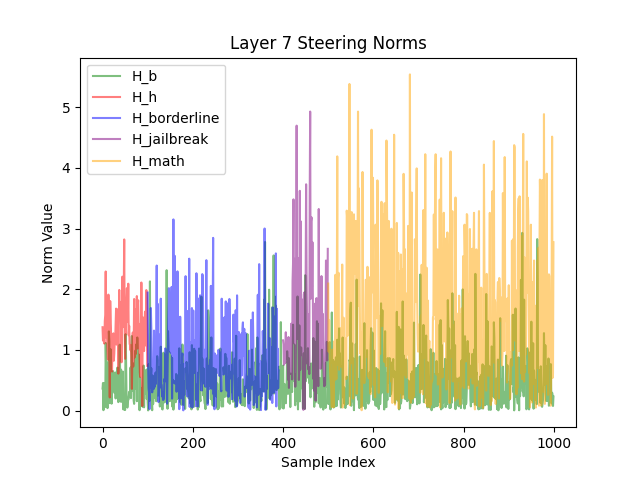 Layer 7 Steering Norms
H_b
H_h
H_borderline
H_jailbreak
H_math
Norm Value
5
4
3
2
1
0
0 200 400 600 800 1000
Sample Index